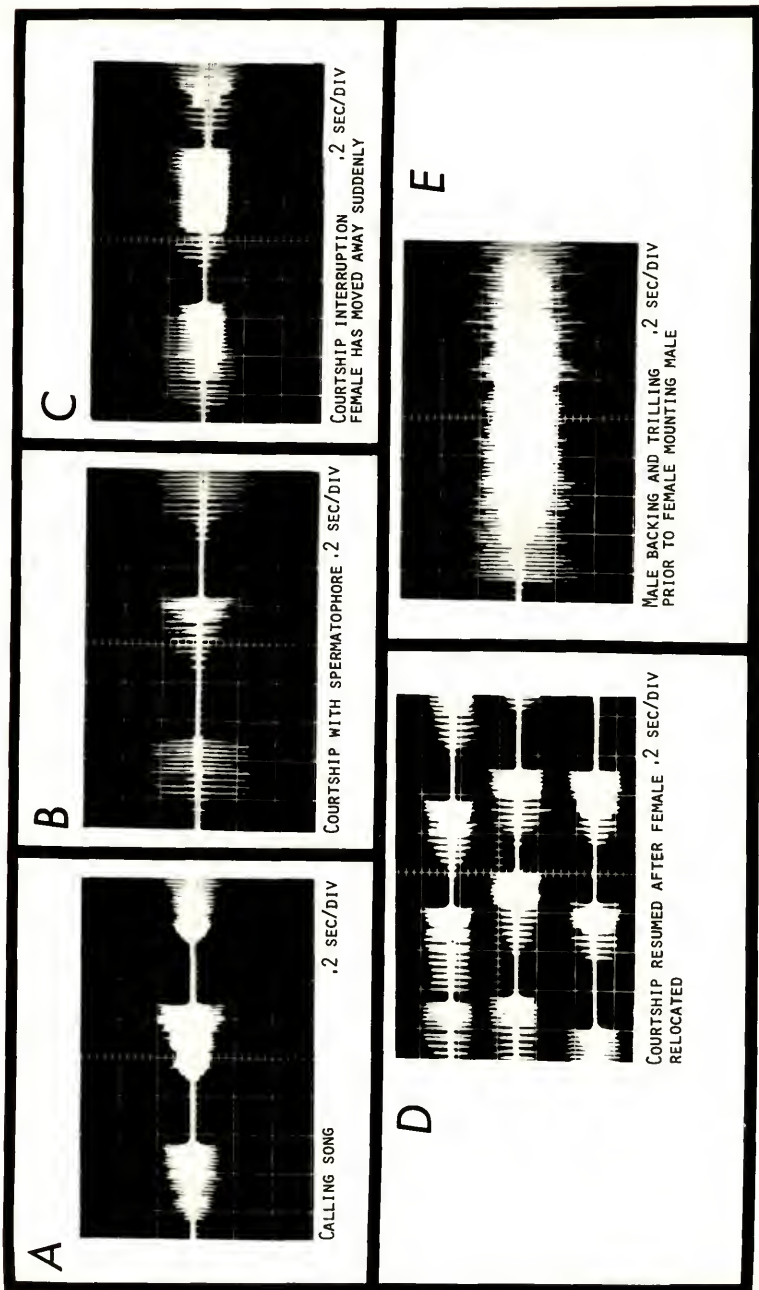 A
CALLING SONG .2 SEC/DIV
B
COURTSHIP WITH SPERMATOPHORE .2 SEC/DIV
C
COURTSHIP INTERRUPTION .2 SEC/DIV
FEMALE HAS MOVED AWAY SUDDENLY
D
COURTSHIP RESUMED AFTER FEMALE .2 SEC/DIV
RELOCATED
E
MALE BACKING AND TRILLING .2 SEC/DIV
PRIOR TO FEMALE MOUNTING MALE